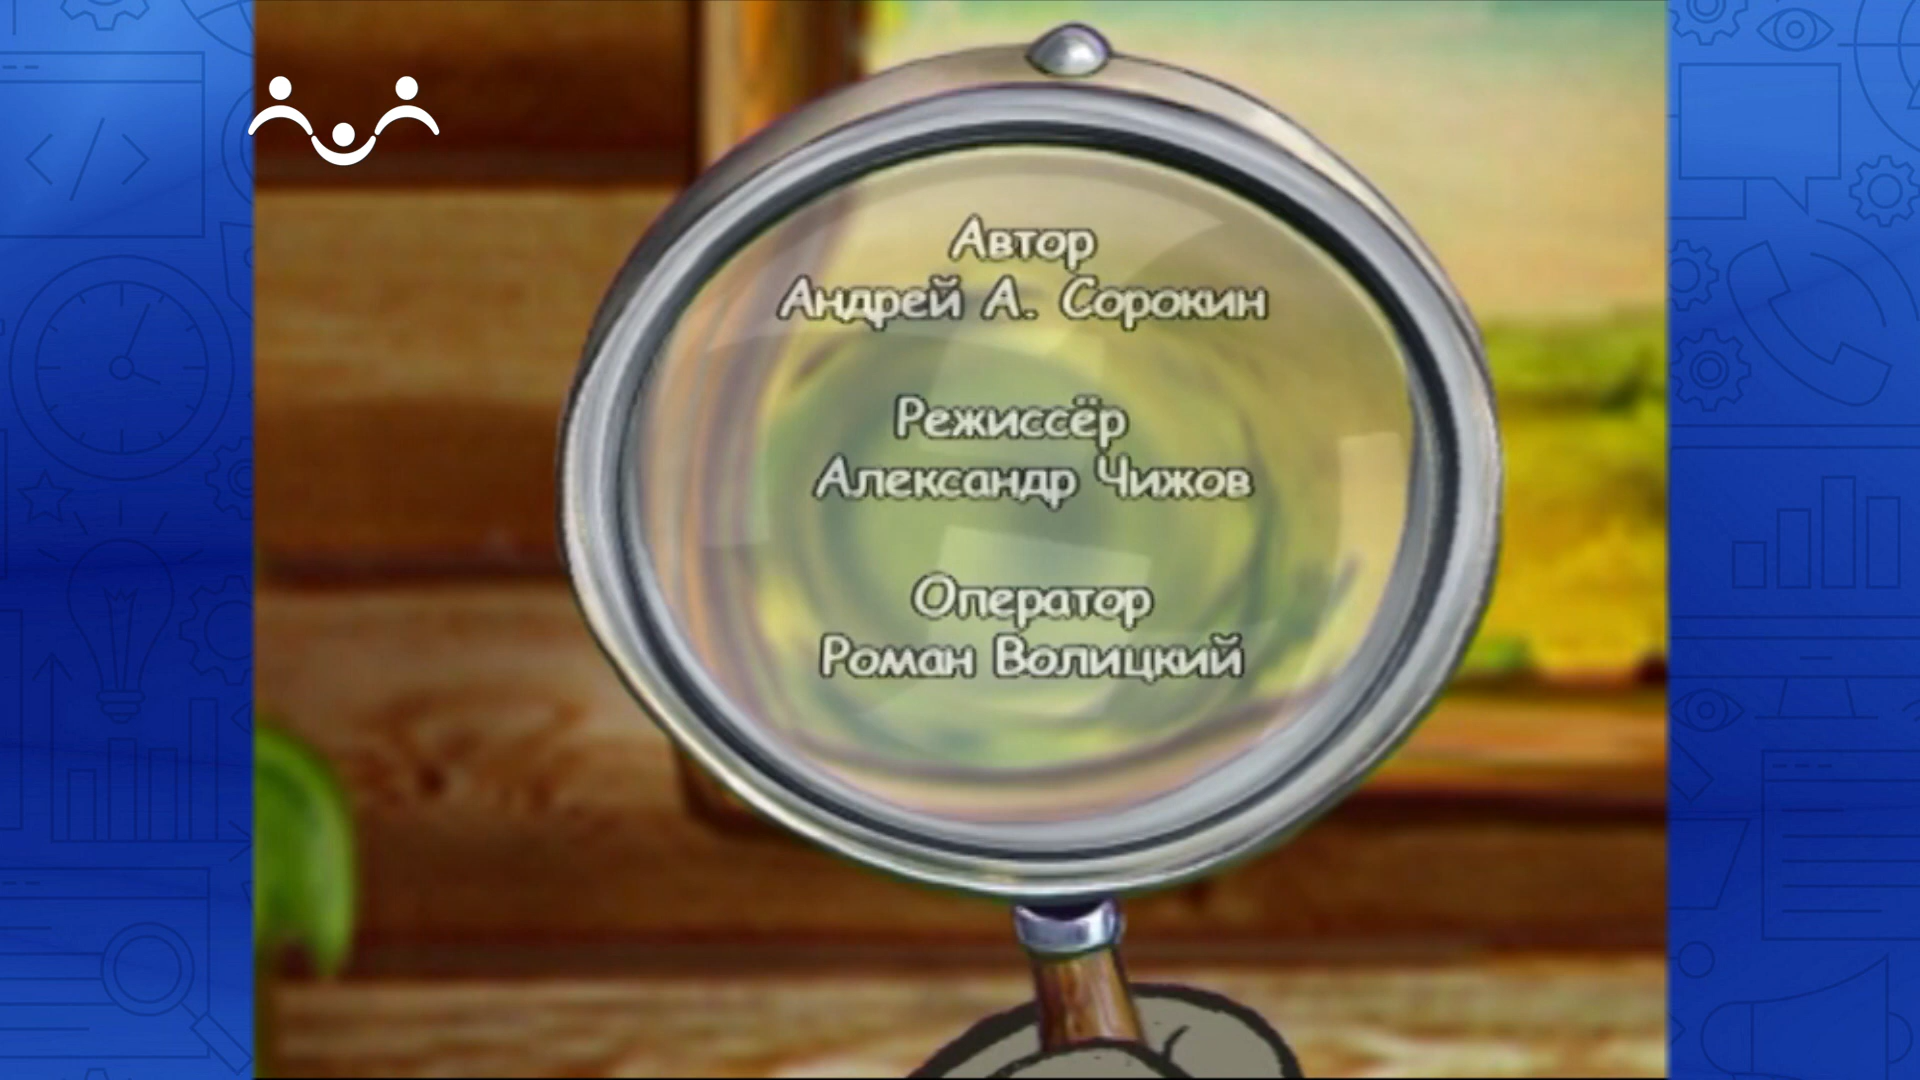 Автор
Андрей А. Сорокин
Режиссёр
Александр Чижов
Оператор
Роман Волицкий